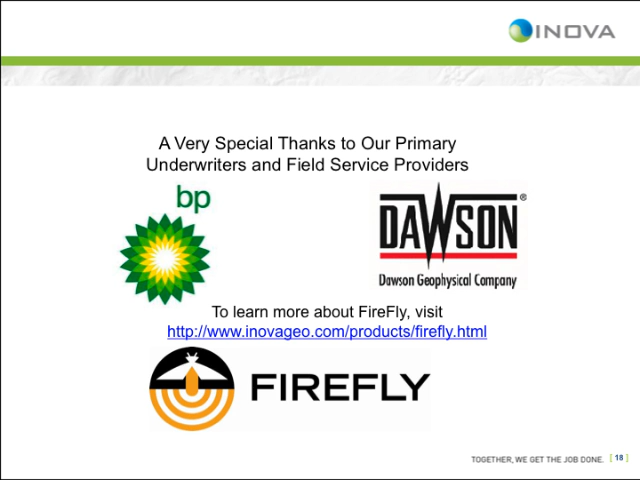 INOVA
A Very Special Thanks to Our Primary
Underwriters and Field Service Providers
bp
DAWSON®
Dawson Geophysical Company
To learn more about FireFly, visit
http://www.inovageo.com/products/firefly.html
FIREFLY
TOGETHER, WE GET THE JOB DONE. [ 18 ]